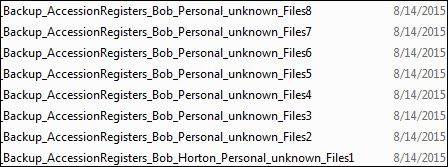 Backup_AccessionRegisters_Bob_Personal_unknown_Files8 8/14/2015
Backup_AccessionRegisters_Bob_Personal_unknown_Files7 8/14/2015
Backup_AccessionRegisters_Bob_Personal_unknown_Files6 8/14/2015
Backup_AccessionRegisters_Bob_Personal_unknown_Files5 8/14/2015
Backup_AccessionRegisters_Bob_Personal_unknown_Files4 8/14/2015
Backup_AccessionRegisters_Bob_Personal_unknown_Files3 8/14/2015
Backup_AccessionRegisters_Bob_Personal_unknown_Files2 8/14/2015
Backup_AccessionRegisters_Bob_Horton_Personal_unknown_Files1 8/14/2015